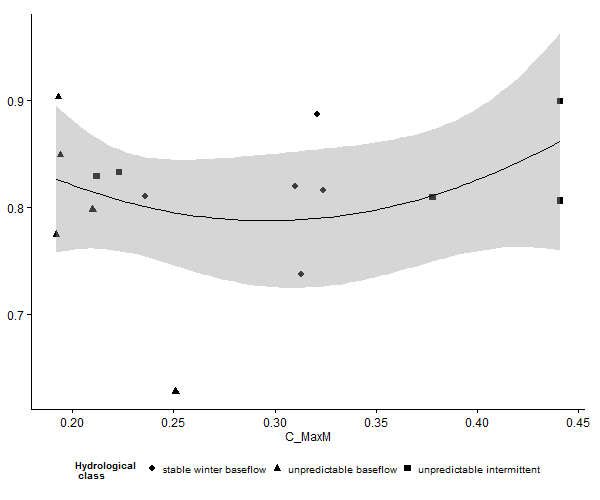 0.9
0.8
0.7
0.20 0.25 0.30 0.35 0.40 0.45
C_MaxM
Hydrological
class
stable winter baseflow unpredictable baseflow unpredictable intermittent